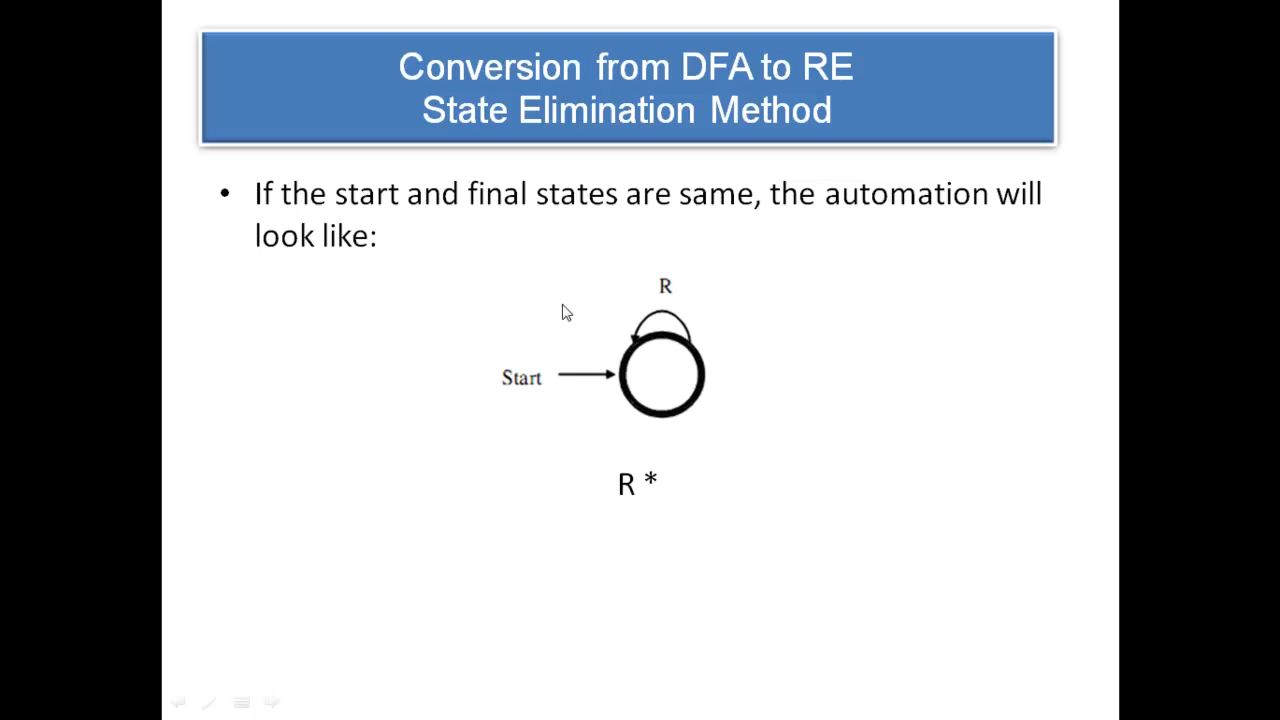 Conversion from DFA to RE
State Elimination Method
• If the start and final states are same, the automation will
look like:
R
Start
R *